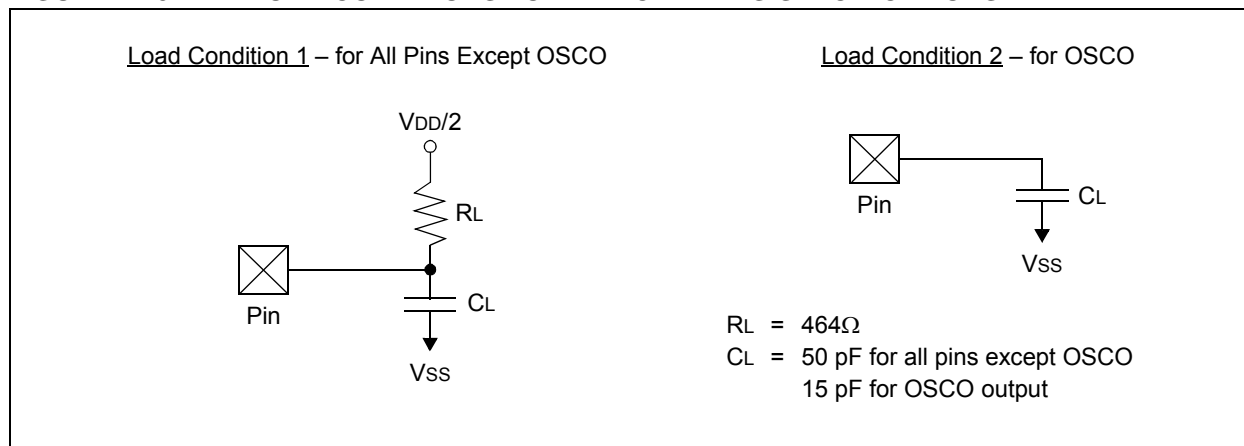 Load Condition 1 – for All Pins Except OSCO
VDD/2
RL
Pin
CL
VSS
Load Condition 2 – for OSCO
Pin
CL
VSS
RL = 464Ω
CL = 50 pF for all pins except OSCO
15 pF for OSCO output